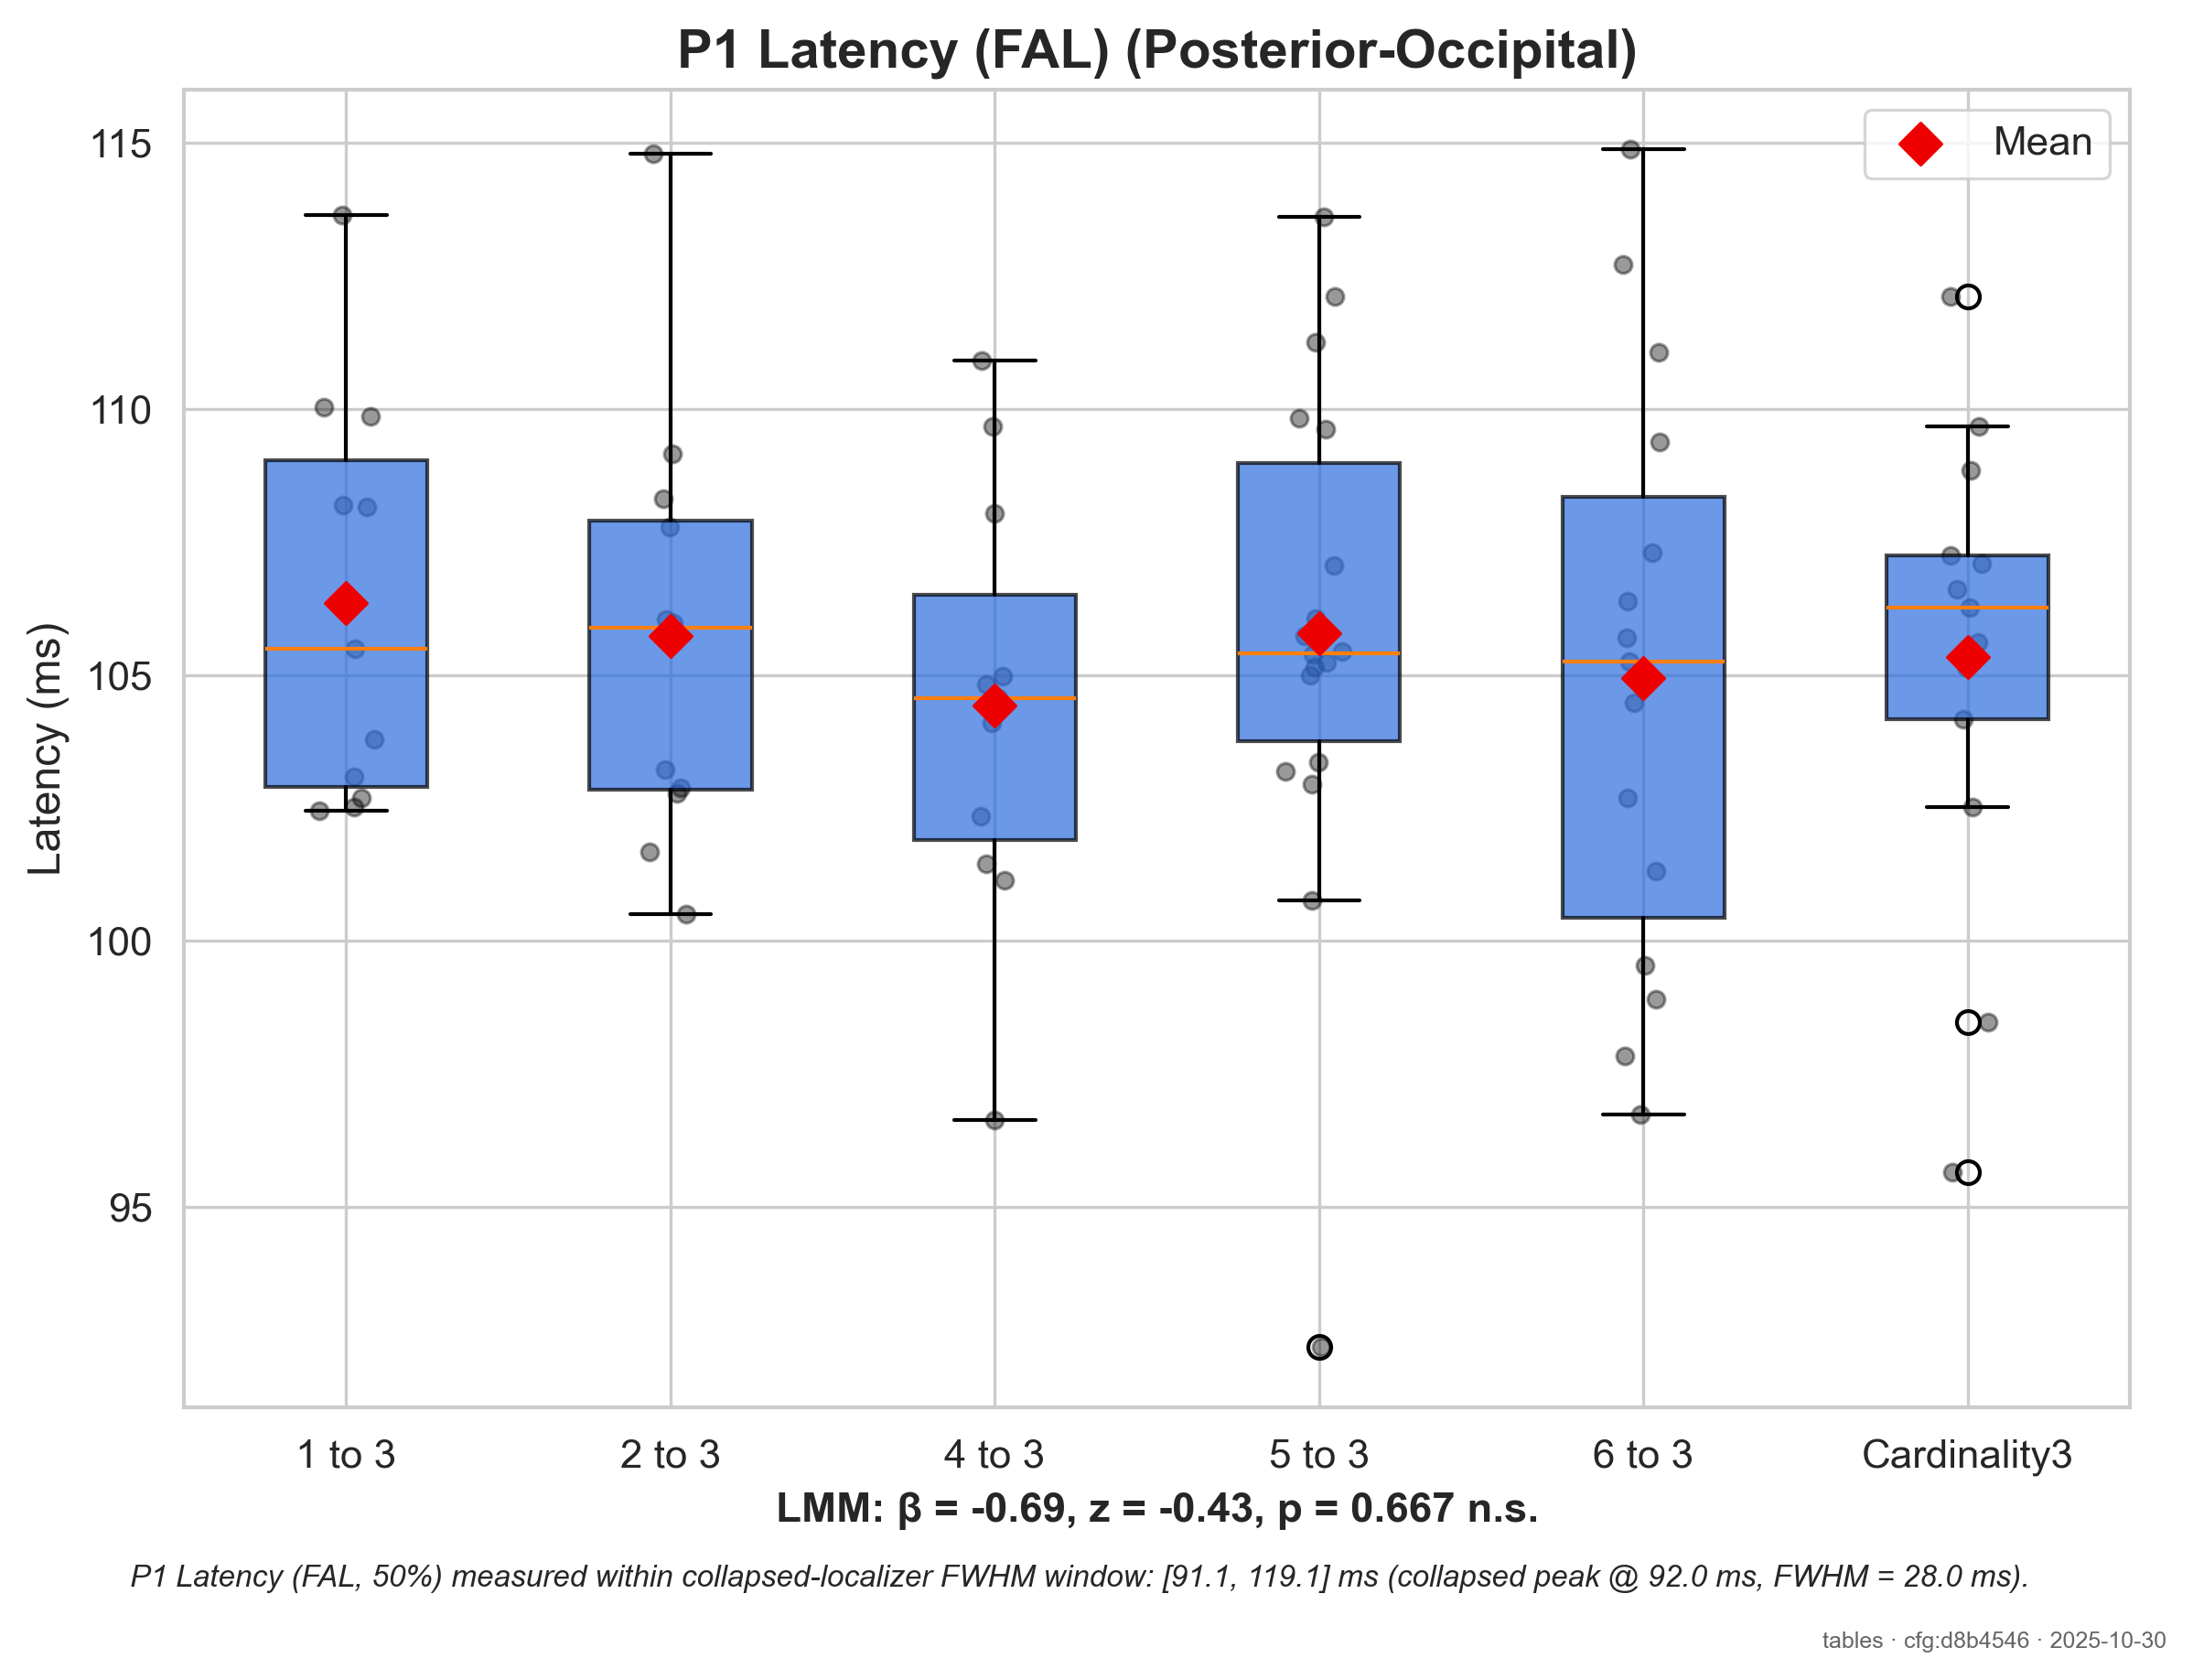 P1 Latency (FAL) (Posterior-Occipital)
Mean
115
110
105
100
95
Latency (ms)
1 to 3
2 to 3
4 to 3
5 to 3
6 to 3
Cardinality3
LMM: β = -0.69, z = -0.43, p = 0.667 n.s.
P1 Latency (FAL, 50%) measured within collapsed-localizer FWHM window: [91.1, 119.1] ms (collapsed peak @ 92.0 ms, FWHM = 28.0 ms).
tables · cfg:d8b4546 · 2025-10-30